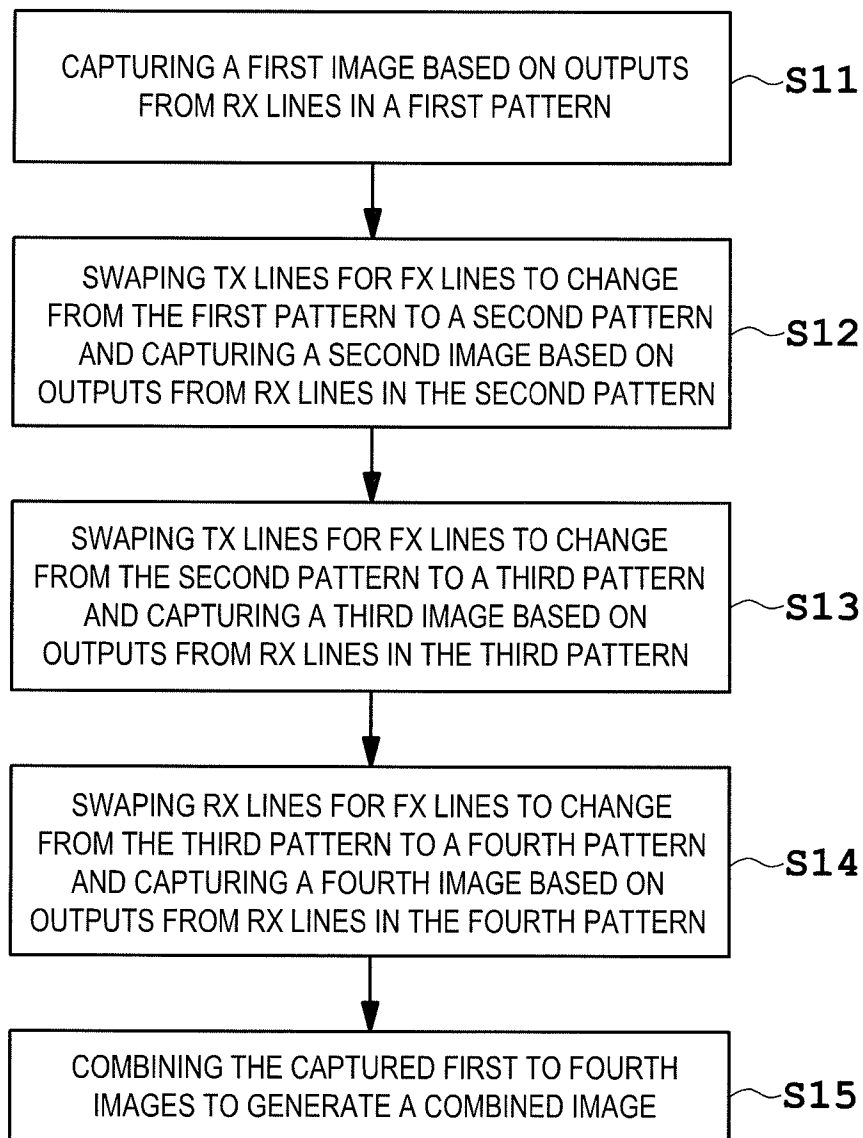 CAPTURING A FIRST IMAGE BASED ON OUTPUTS
FROM RX LINES IN A FIRST PATTERN
S11
SWAPING TX LINES FOR FX LINES TO CHANGE
FROM THE FIRST PATTERN TO A SECOND PATTERN
AND CAPTURING A SECOND IMAGE BASED ON
OUTPUTS FROM RX LINES IN THE SECOND PATTERN
S12
SWAPING TX LINES FOR FX LINES TO CHANGE
FROM THE SECOND PATTERN TO A THIRD PATTERN
AND CAPTURING A THIRD IMAGE BASED ON
OUTPUTS FROM RX LINES IN THE THIRD PATTERN
S13
SWAPING RX LINES FOR FX LINES TO CHANGE
FROM THE THIRD PATTERN TO A FOURTH PATTERN
AND CAPTURING A FOURTH IMAGE BASED ON
OUTPUTS FROM RX LINES IN THE FOURTH PATTERN
S14
COMBINING THE CAPTURED FIRST TO FOURTH
IMAGES TO GENERATE A COMBINED IMAGE
S15